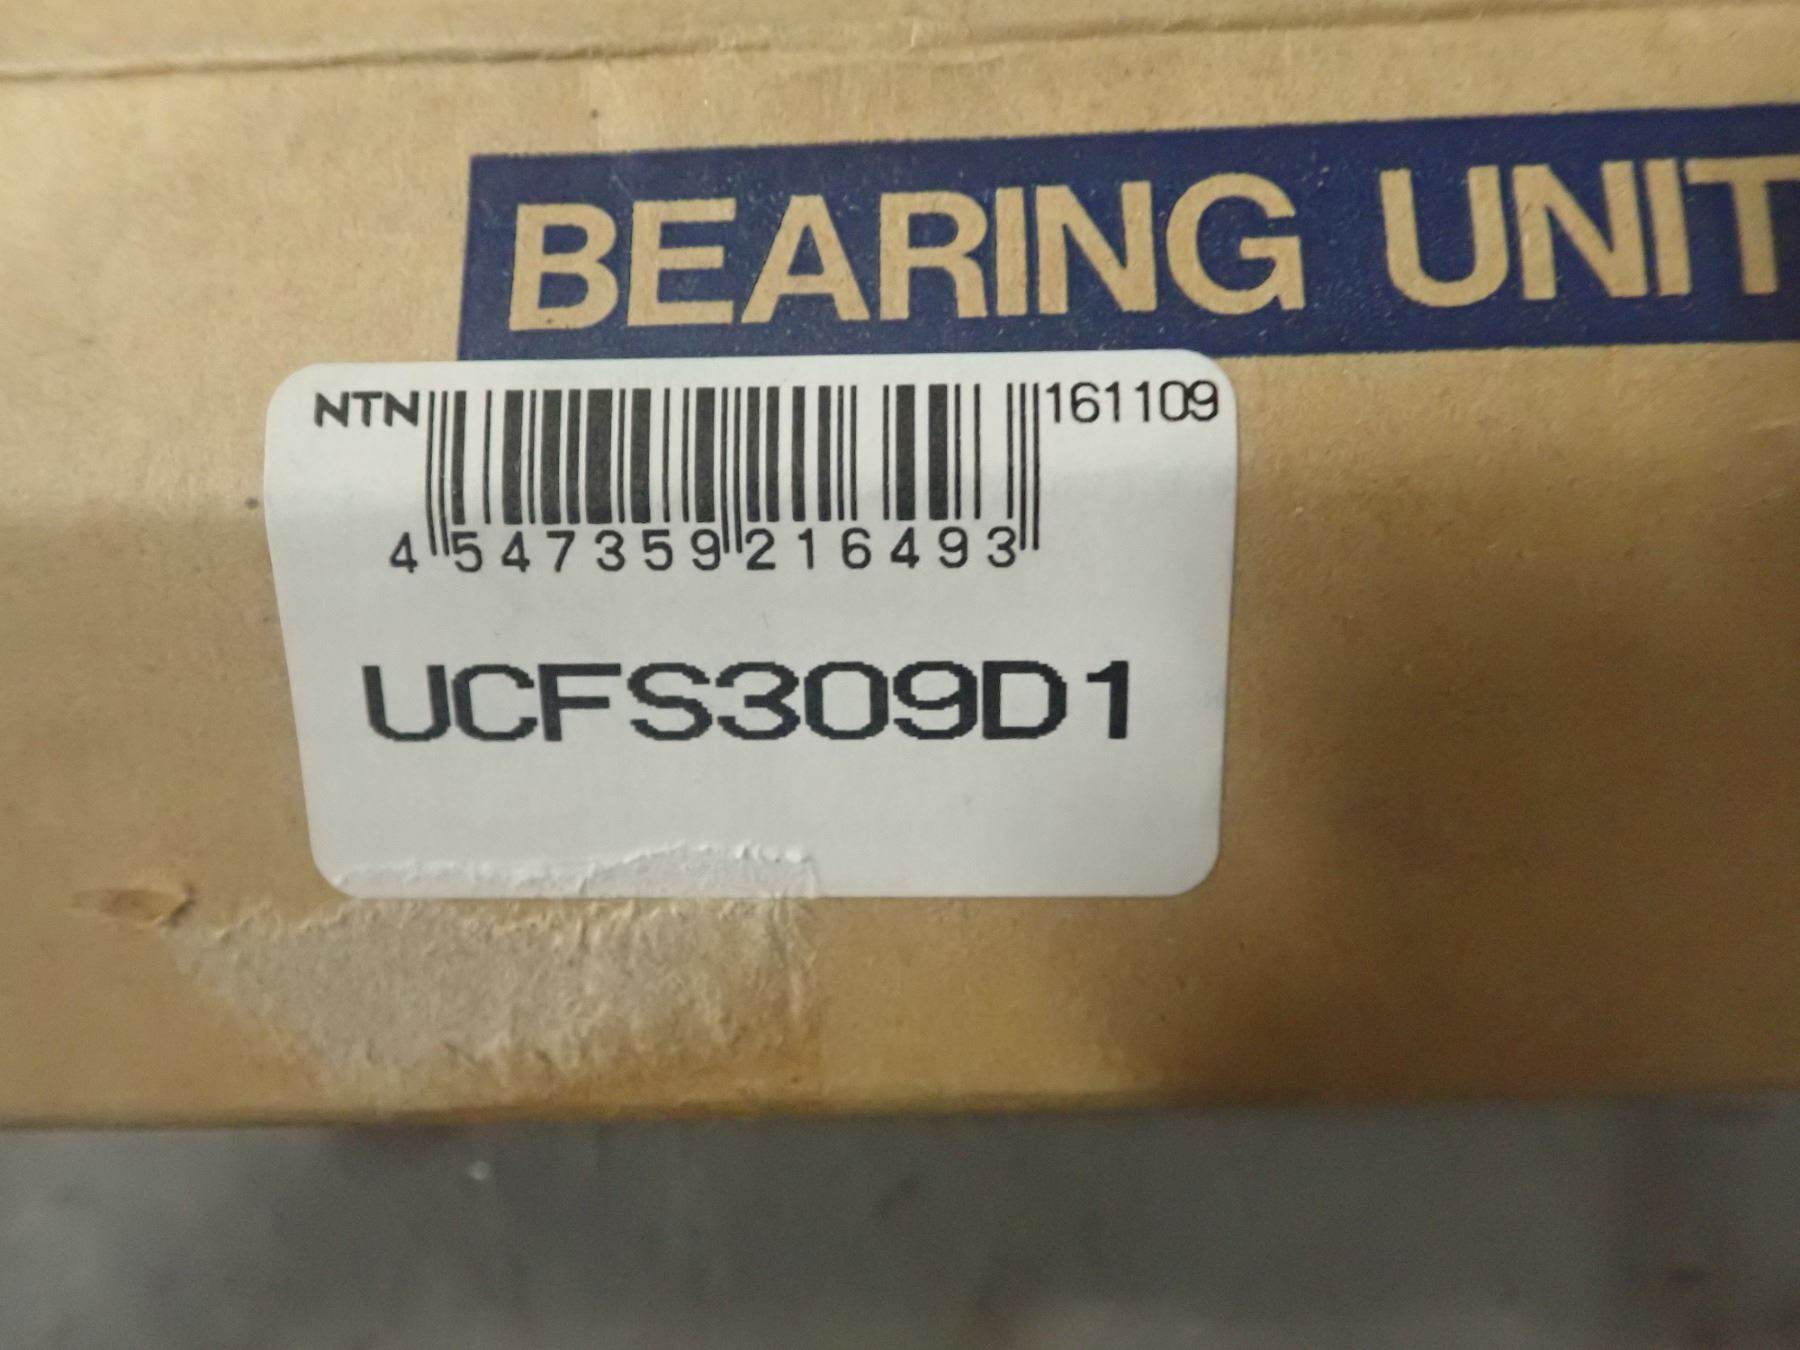 BEARING UNIT
NTN 161109
4 547359 216493
UCFS309D1